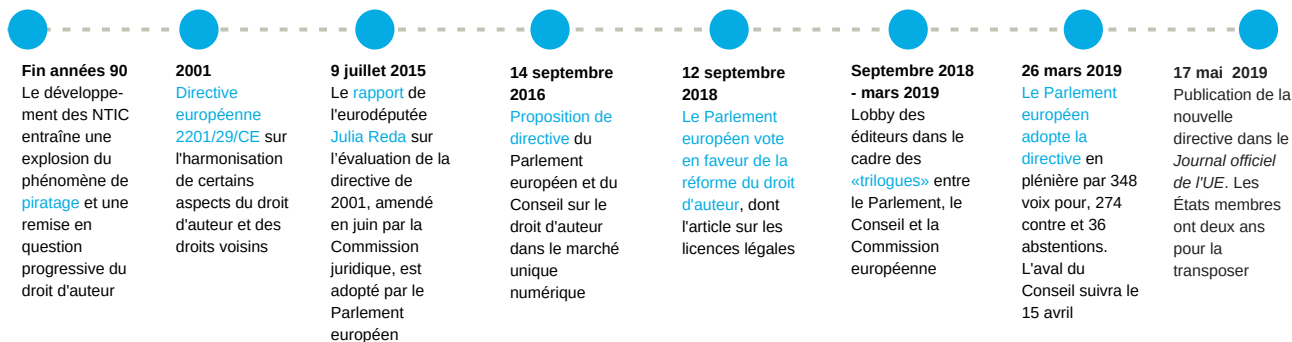 Fin années 90
Le développe-
ment des NTIC
entraîne une
explosion du
phénomène de
piratage et une
remise en
question
progressive du
droit d'auteur
2001
Directive
européenne
2201/29/CE sur
l'harmonisation
de certains
aspects du droit
d'auteur et des
droits voisins
9 juillet 2015
Le rapport de
l'eurodéputée
Julia Reda sur
l'évaluation de la
directive de
2001, amendé
en juin par la
Commission
juridique, est
adopté par le
Parlement
européen
14 septembre
2016
Proposition de
directive du
Parlement
européen et du
Conseil sur le
droit d'auteur
dans le marché
unique
numérique
12 septembre
2018
Le Parlement
européen vote
en faveur de la
réforme du droit
d'auteur, dont
l'article sur les
licences légales
Septembre 2018
- mars 2019
Lobby des
éditeurs dans le
cadre des
«trilogues» entre
le Parlement, le
Conseil et la
Commission
européenne
26 mars 2019
Le Parlement
européen
adopte la
directive en
plénière par 348
voix pour, 274
contre et 36
abstentions.
L'aval du
Conseil suivra le
15 avril
17 mai 2019
Publication de la
nouvelle
directive dans le
Journal officiel
de l'UE. Les
États membres
ont deux ans
pour la
transposer